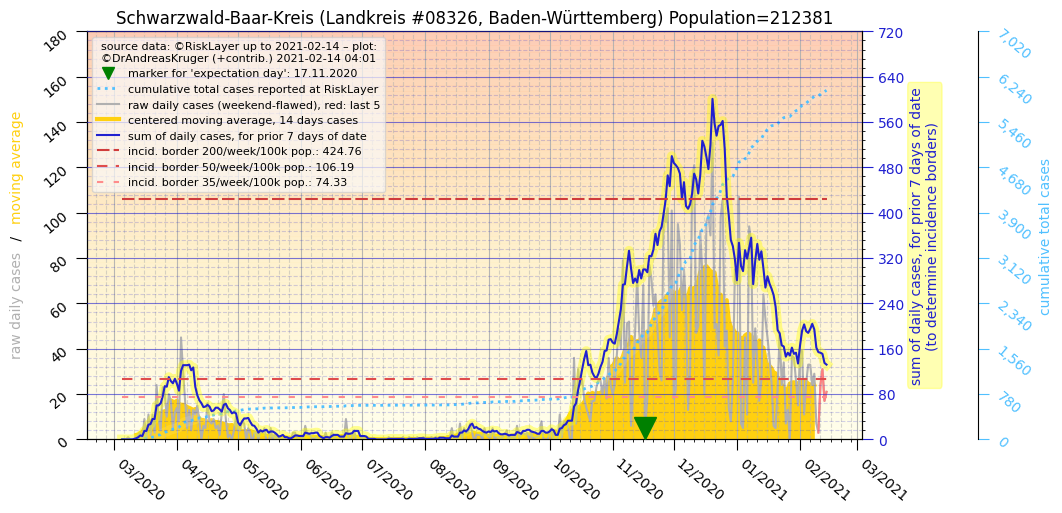 Schwarzwald-Baar-Kreis (Landkreis #08326, Baden-Württemberg) Population=212381
source data: ©RiskLayer up to 2021-02-14 – plot:
©DrAndreasKruger (+contrib.) 2021-02-14 04:01
marker for 'expectation day': 17.11.2020
cumulative total cases reported at RiskLayer
raw daily cases (weekend-flawed), red: last 5
centered moving average, 14 days cases
sum of daily cases, for prior 7 days of date
incid. border 200/week/100k pop.: 424.76
incid. border 50/week/100k pop.: 106.19
incid. border 35/week/100k pop.: 74.33
raw daily cases / moving average
180
160
140
120
100
80
60
40
20
0
03/2020
04/2020
05/2020
06/2020
07/2020
08/2020
09/2020
10/2020
11/2020
12/2020
01/2021
02/2021
03/2021
720
640
560
480
400
320
240
160
80
0
sum of daily cases, for prior 7 days of date
(to determine incidence borders)
7,020
6,240
5,460
4,680
3,900
3,120
2,340
1,560
780
0
cumulative total cases